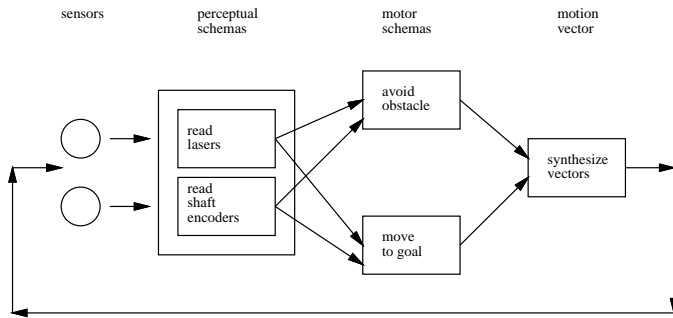 sensors
perceptual
schemas
motor
schemas
motion
vector
read
lasers
read
shaft
encoders
avoid
obstacle
move
to goal
synthesize
vectors